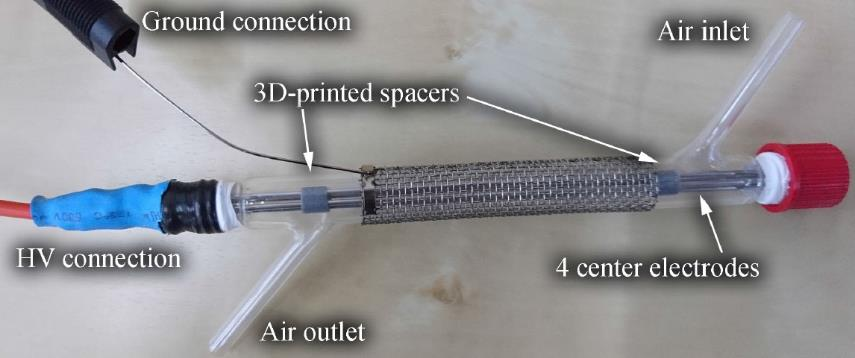 Ground connection
Air inlet
3D-printed spacers
HV connection
4 center electrodes
Air outlet